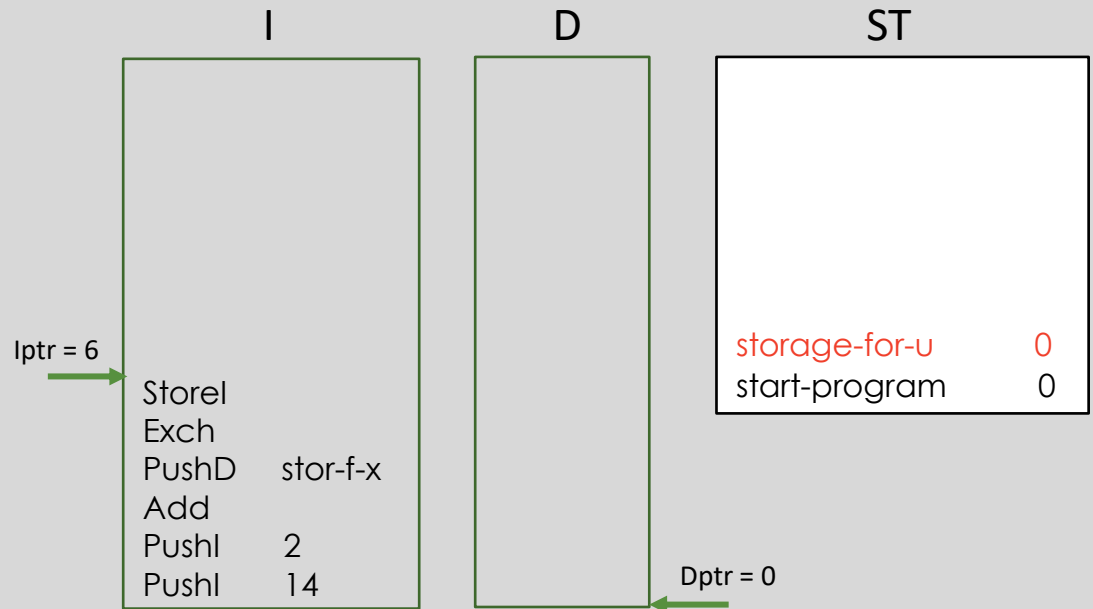 I
D
ST
Iptr = 6
StoreI
Exch
PushD stor-f-x
Add
PushI 2
PushI 14
Dptr = 0
storage-for-u 0
start-program 0